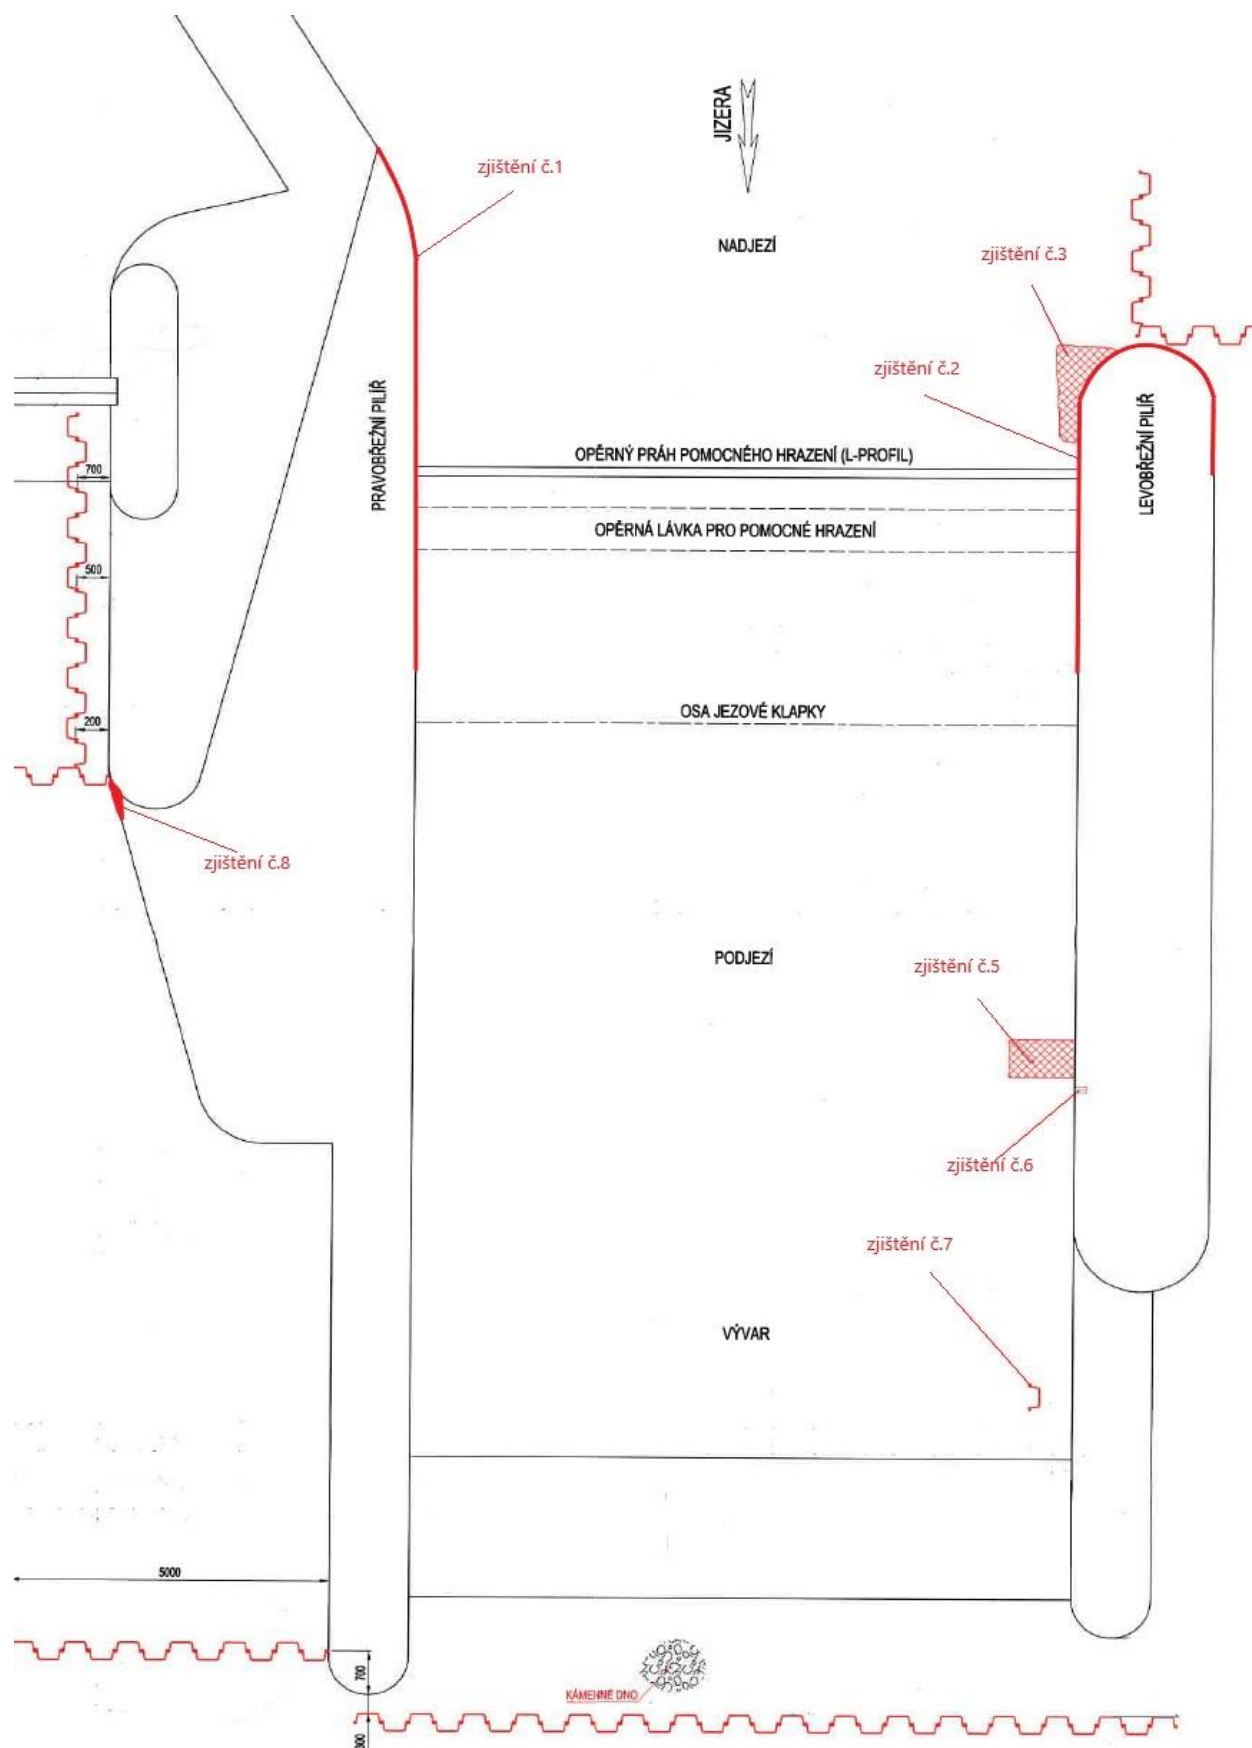 JIZERA
zjištění č.1
NADJEZÍ
zjištění č.3
zjištění č.2
PRAVOBŘEŽNÍ PILÍŘ
LEVOBŘEŽNÍ PILÍŘ
OPĚRNÝ PRÁH POMOCNÉHO HRAZENÍ (L-PROFIL)
700
OPĚRNÁ LÁVKA PRO POMOCNÉ HRAZENÍ
500
OSA JEZOVÉ KLAPKY
200
zjištění č.8
PODJEZÍ
zjištění č.5
zjištění č.6
zjištění č.7
VÝVAR
5000
700
KÁMENNÉ DNO